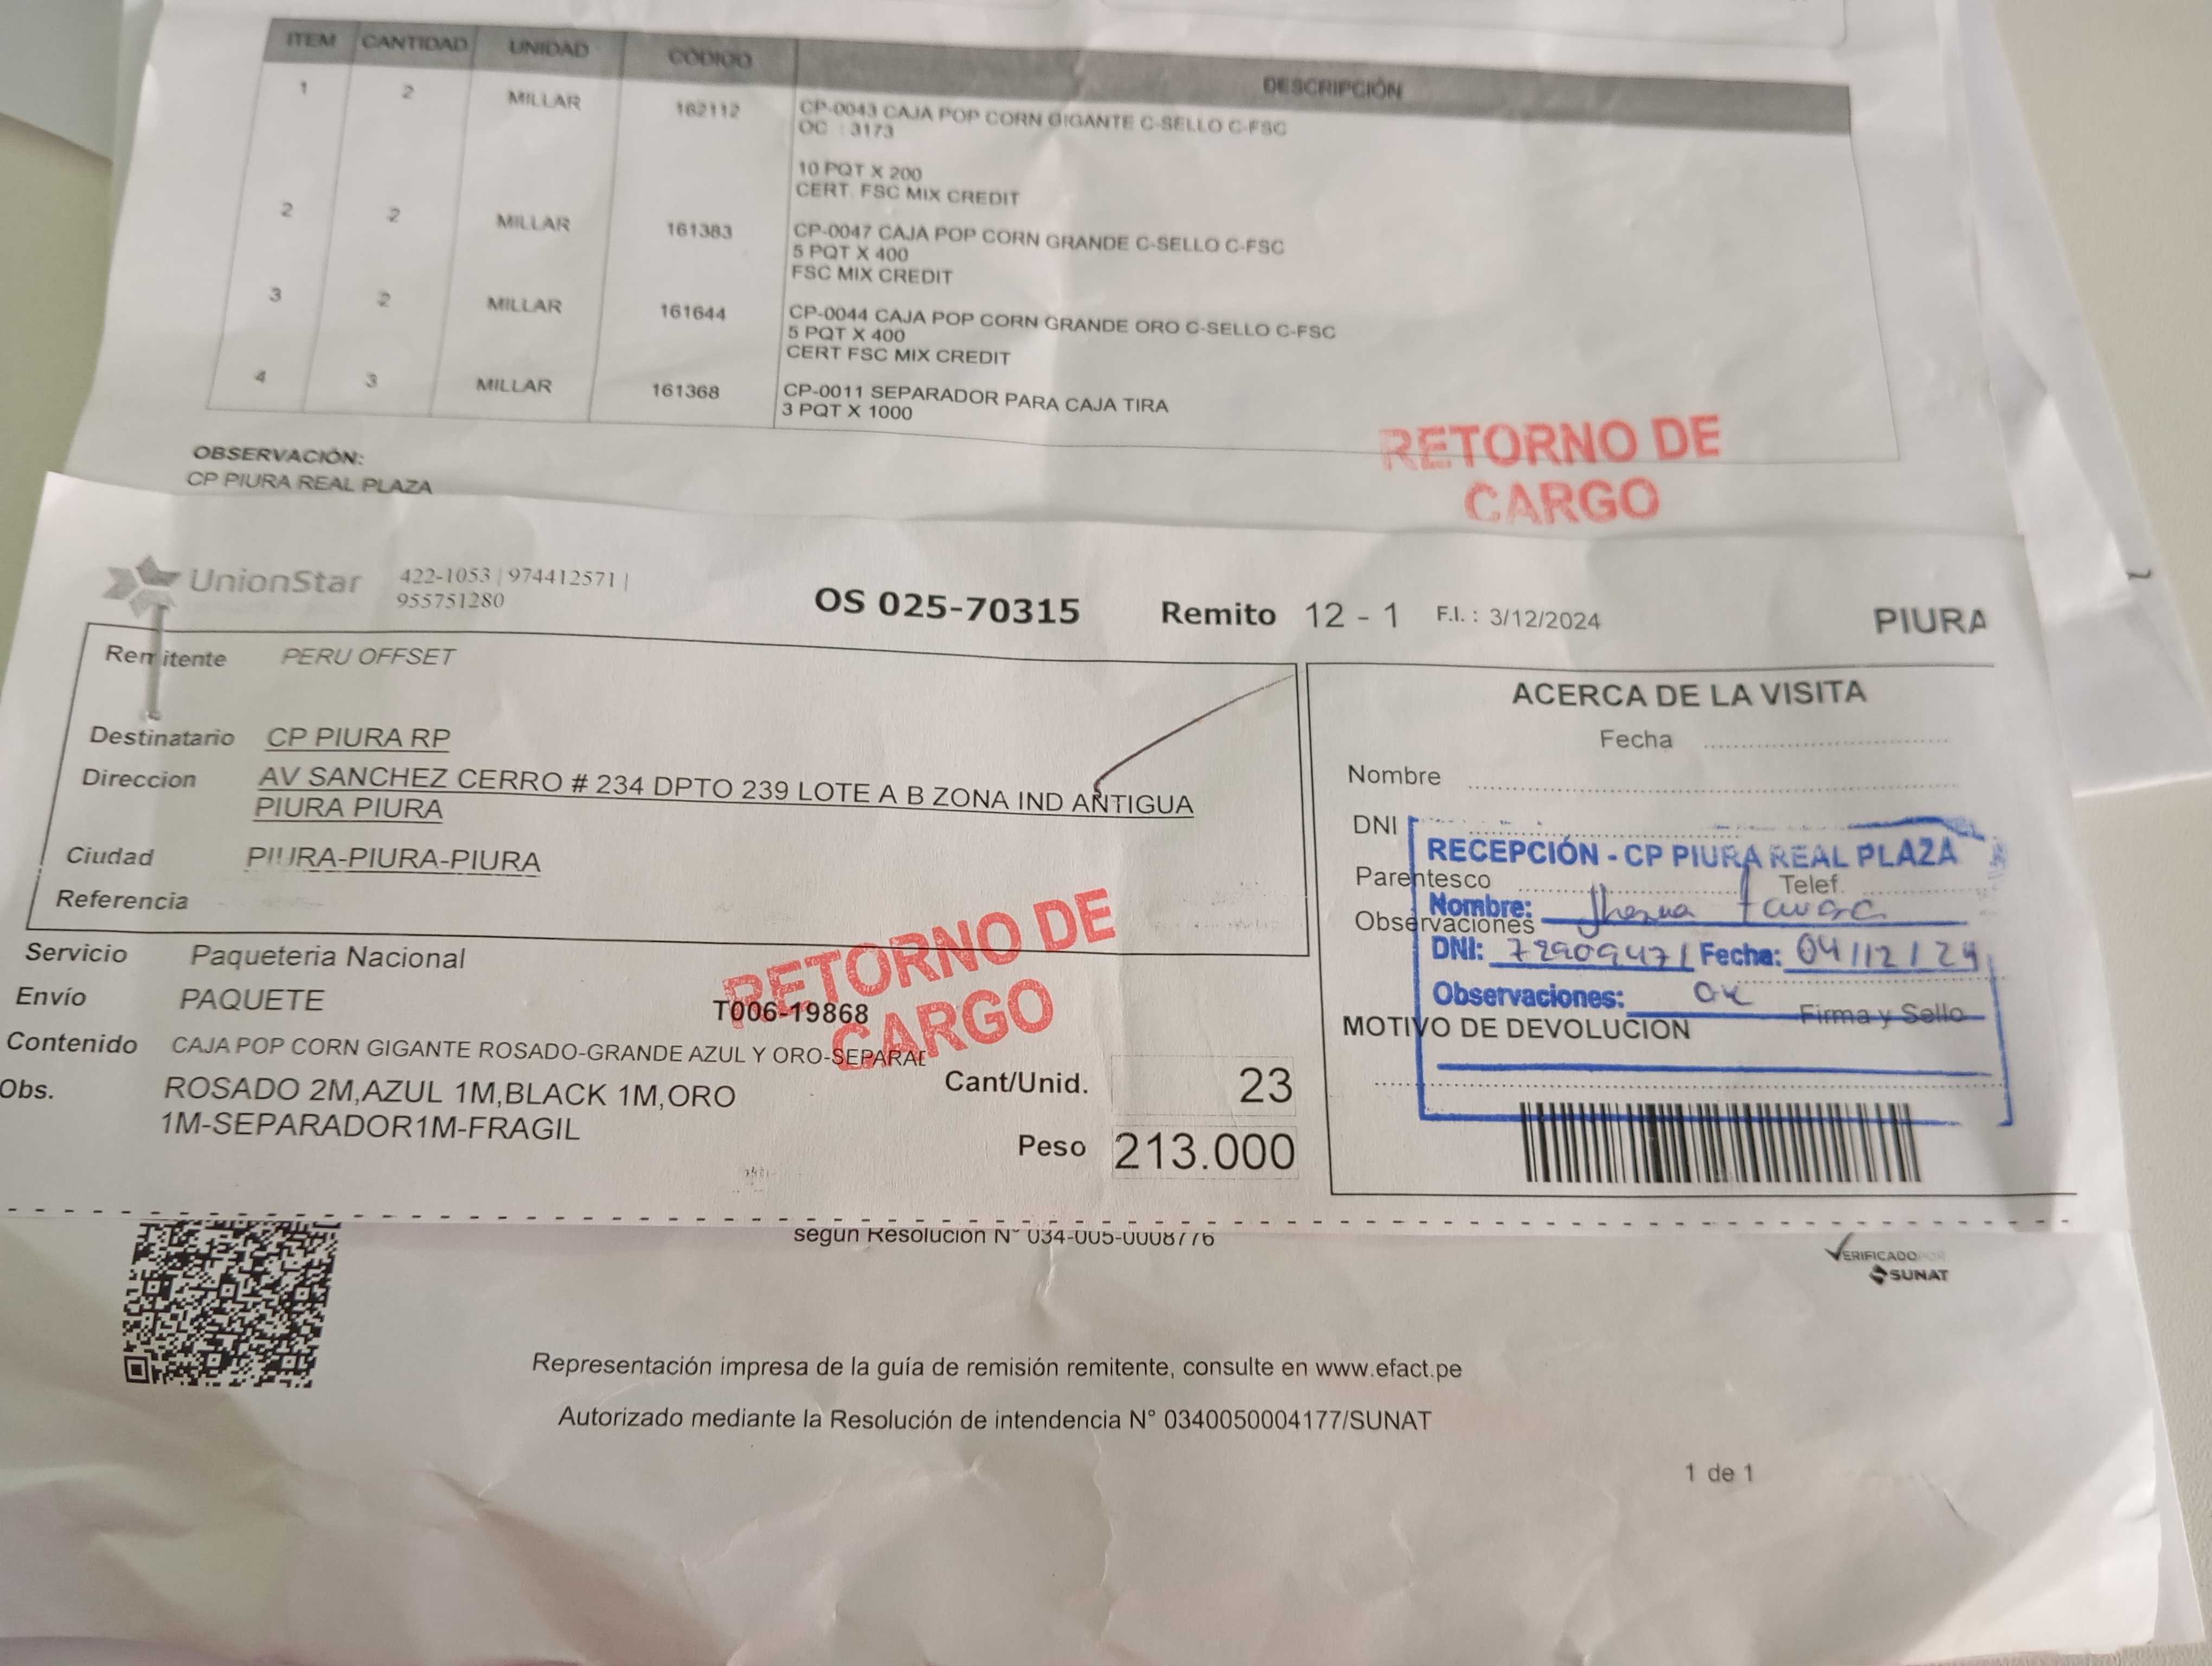 ITEM CANTIDAD UNIDAD CÓDIGO DESCRIPCIÓN
1 2 MILLAR 162112 CP-0043 CAJA POP CORN GIGANTE C-SELLO C-FSC
OC : 3173
10 PQT X 200
CERT. FSC MIX CREDIT
2 2 MILLAR 161383 CP-0047 CAJA POP CORN GRANDE C-SELLO C-FSC
5 PQT X 400
FSC MIX CREDIT
3 2 MILLAR 161644 CP-0044 CAJA POP CORN GRANDE ORO C-SELLO C-FSC
5 PQT X 400
CERT FSC MIX CREDIT
4 3 MILLAR 161368 CP-0011 SEPARADOR PARA CAJA TIRA
3 PQT X 1000
RETORNO DE
CARGO
OBSERVACIÓN:
CP PIURA REAL PLAZA
UnionStar 422-1053 | 974412571 |
955751280
OS 025-70315 Remito 12 - 1 F.I. : 3/12/2024 PIURA
Remitente PERU OFFSET
Destinatario CP PIURA RP
Direccion AV SANCHEZ CERRO # 234 DPTO 239 LOTE A B ZONA IND ANTIGUA
PIURA PIURA
Ciudad PIURA-PIURA-PIURA
Referencia
Servicio Paqueteria Nacional
Envío PAQUETE T006-19868
RETORNO DE
CARGO
Contenido CAJA POP CORN GIGANTE ROSADO-GRANDE AZUL Y ORO-SEPARAD
Obs. ROSADO 2M,AZUL 1M,BLACK 1M,ORO
1M-SEPARADOR1M-FRAGIL
Cant/Unid. 23
Peso 213.000
ACERCA DE LA VISITA
Fecha
Nombre
DNI
Parentesco Telef.
Observaciones
Firma y Sello
MOTIVO DE DEVOLUCION
RECEPCIÓN - CP PIURA REAL PLAZA
Nombre:
DNI: 72909471 Fecha: 04/12/24
Observaciones: OK
según Resolución N° 034-005-0008776
VERIFICADO POR
SUNAT
Representación impresa de la guía de remisión remitente, consulte en www.efact.pe
Autorizado mediante la Resolución de intendencia N° 0340050004177/SUNAT
1 de 1